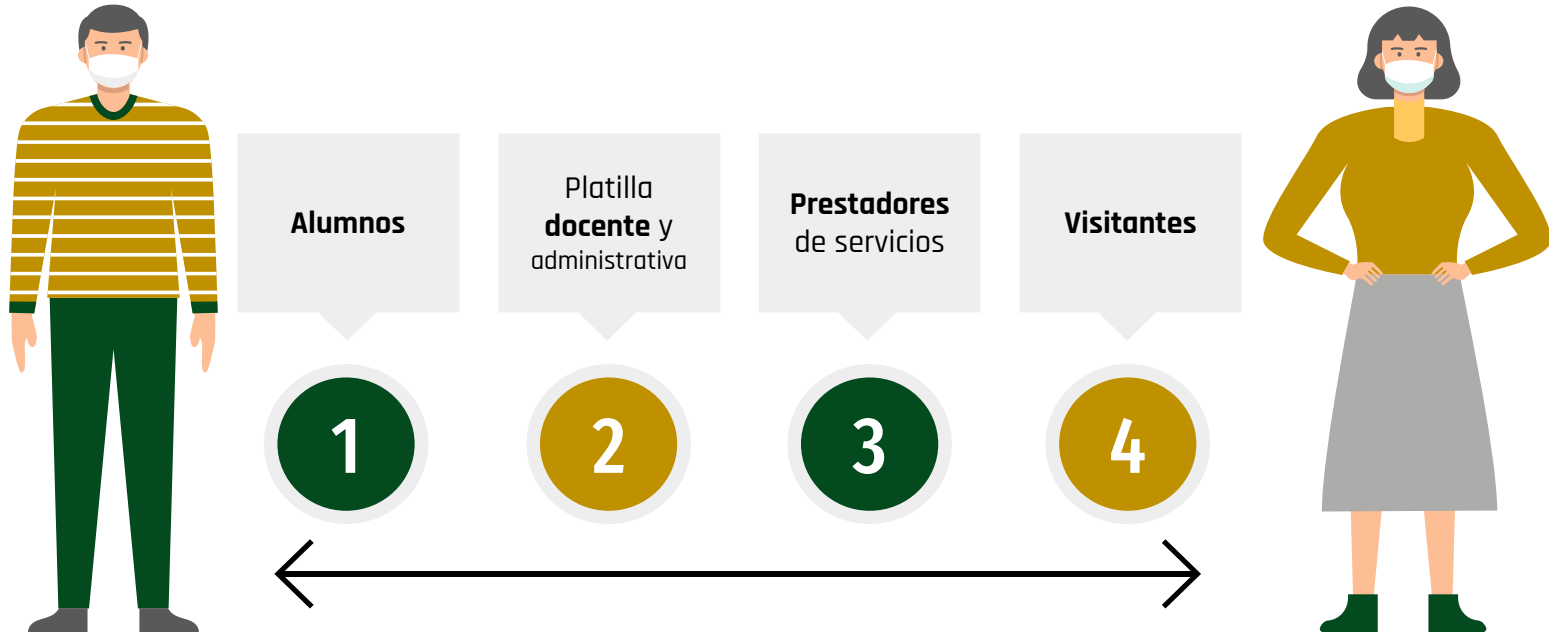 Alumnos
Platilla
docente y
administrativa
Prestadores
de servicios
Visitantes
1
2
3
4